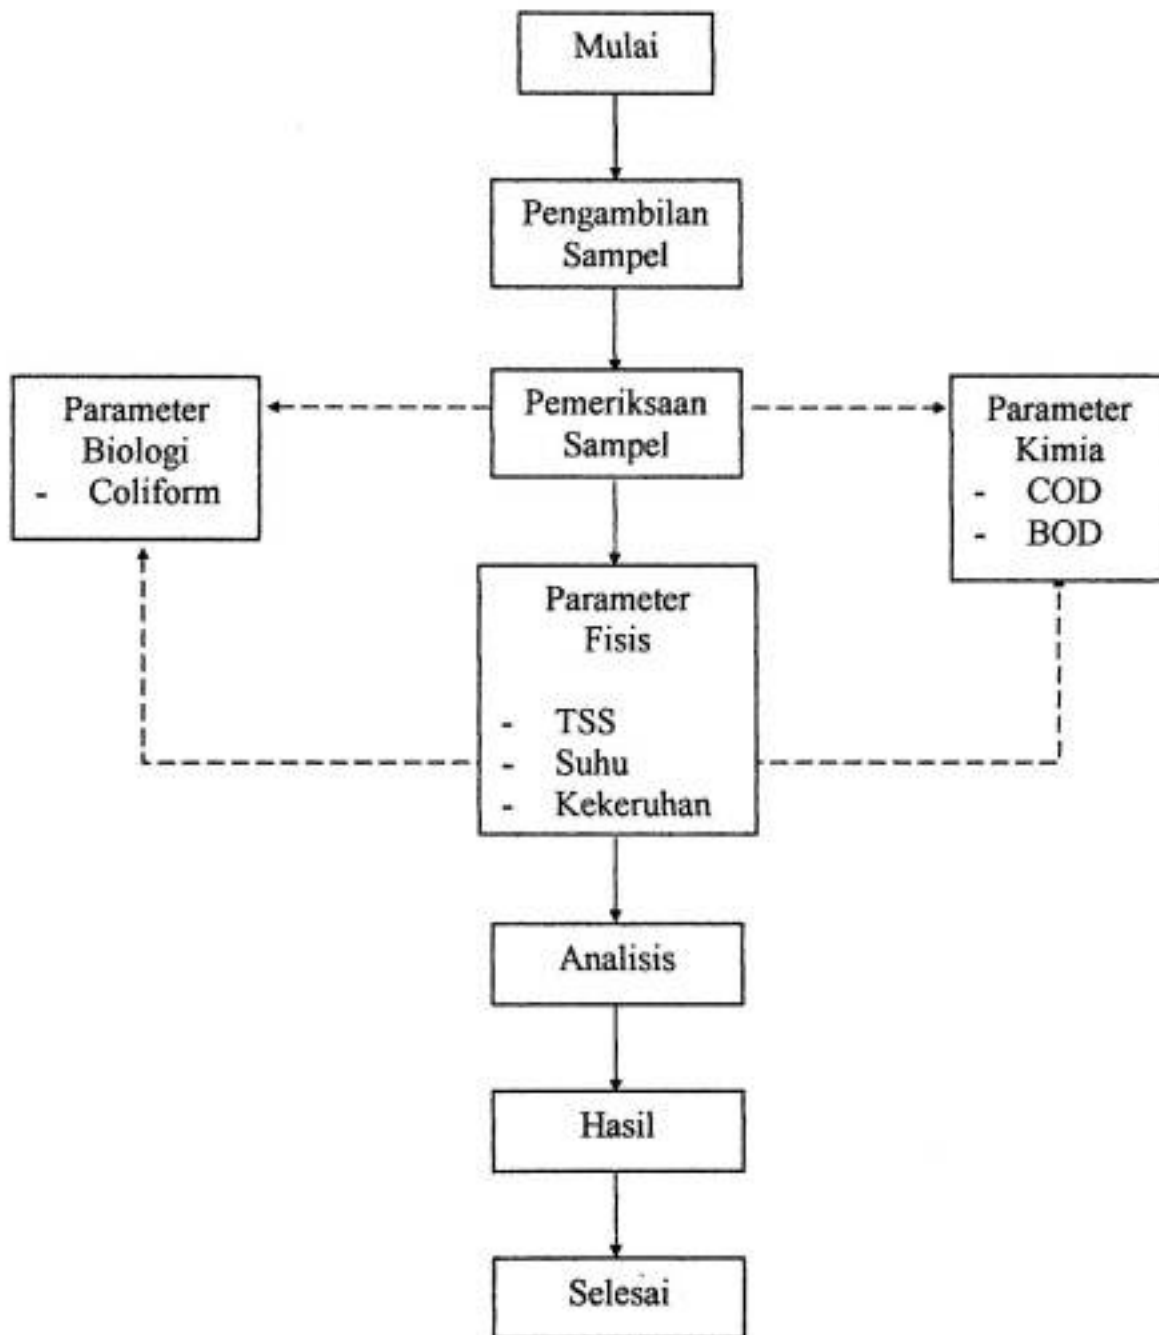 Mulai
Pengambilan
Sampel
Pemeriksaan
Sampel
Parameter
Biologi
- Coliform
Parameter
Kimia
- COD
- BOD
Parameter
Fisis
- TSS
- Suhu
- Kekeruhan
Analisis
Hasil
Selesai